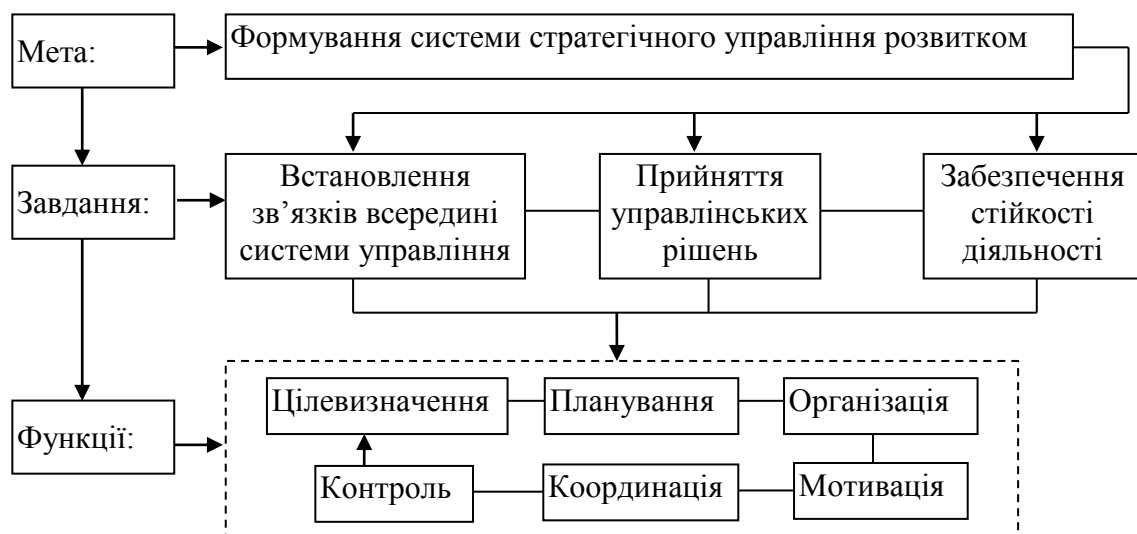 Мета:
Формування системи стратегічного управління розвитком
Завдання:
Встановлення
зв’язків всередині
системи управління
Прийняття
управлінських
рішень
Забезпечення
стійкості
діяльності
Функції:
Цілевизначення
Планування
Організація
Контроль
Координація
Мотивація